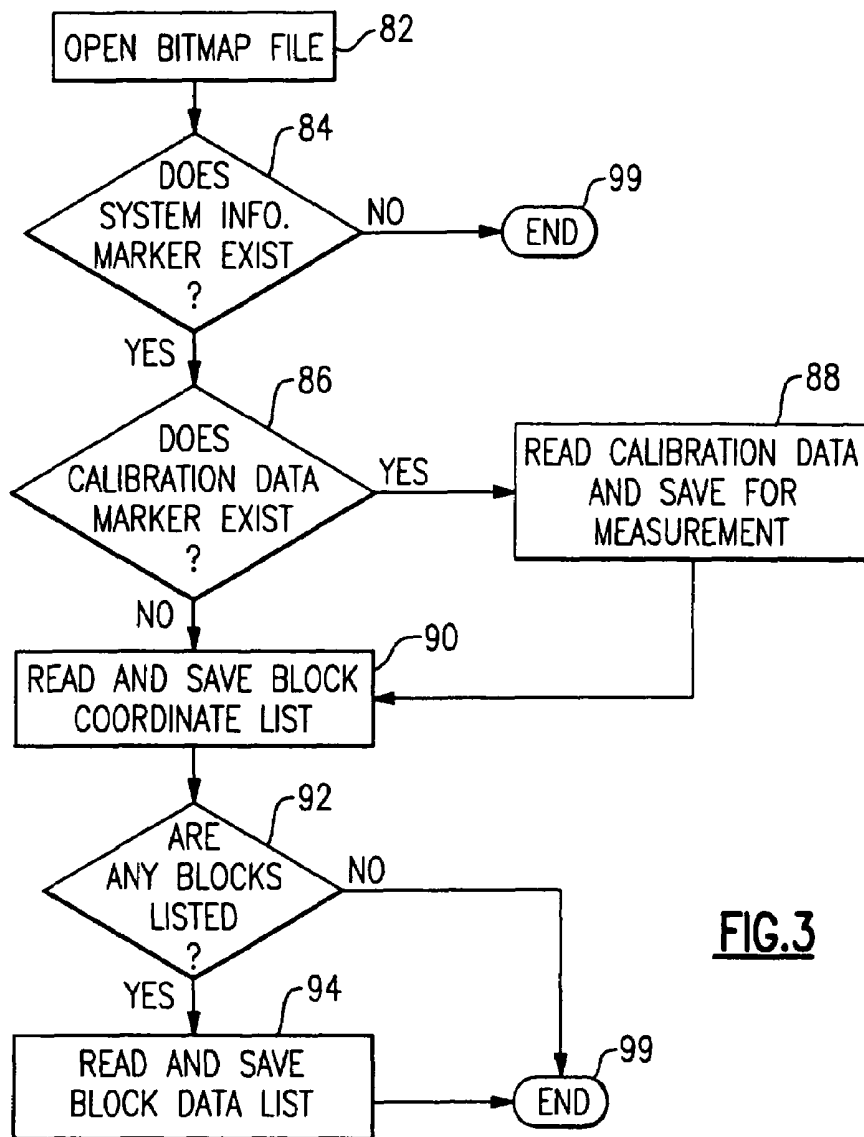 OPEN BITMAP FILE
82
84
DOES
SYSTEM INFO.
MARKER EXIST
?
NO
99
END
YES
86
DOES
CALIBRATION DATA
MARKER EXIST
?
YES
88
READ CALIBRATION DATA
AND SAVE FOR
MEASUREMENT
NO
90
READ AND SAVE BLOCK
COORDINATE LIST
92
ARE
ANY BLOCKS
LISTED
?
NO
FIG.3
YES
94
READ AND SAVE
BLOCK DATA LIST
99
END